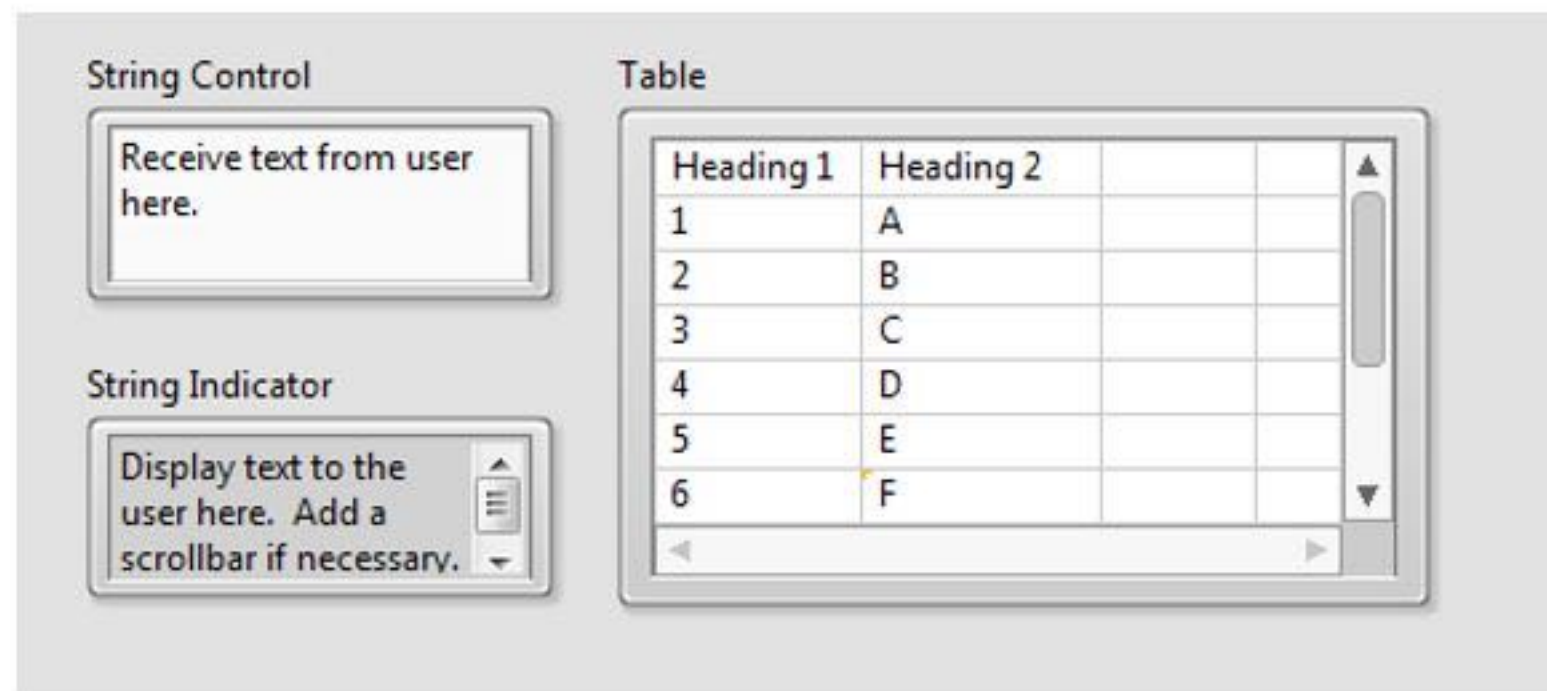 String Control
Receive text from user
here.
String Indicator
Display text to the
user here.  Add a
scrollbar if necessary.
Table
Heading 1 Heading 2
1 A
2 B
3 C
4 D
5 E
6 F